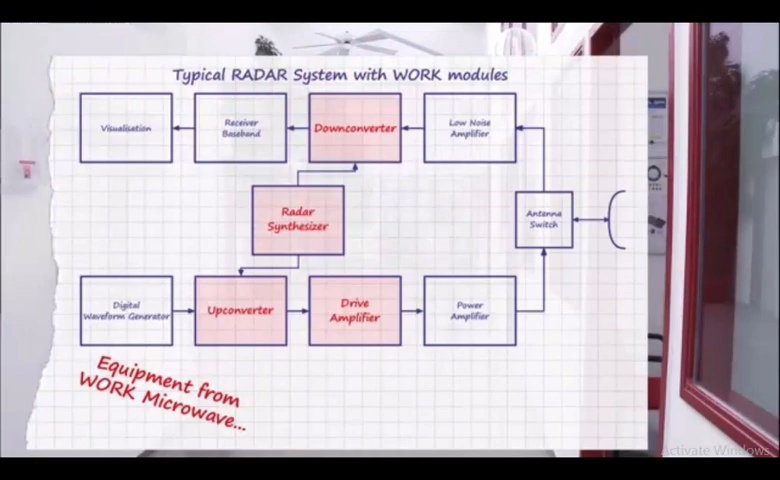 Typical RADAR System with WORK modules
Visualisation
Receiver
Baseband
Downconverter
Low Noise
Amplifier
Radar
Synthesizer
Antenna
Switch
Digital
Waveform Generator
Upconverter
Drive
Amplifier
Power
Amplifier
Equipment from
WORK Microwave...
Activate Windows